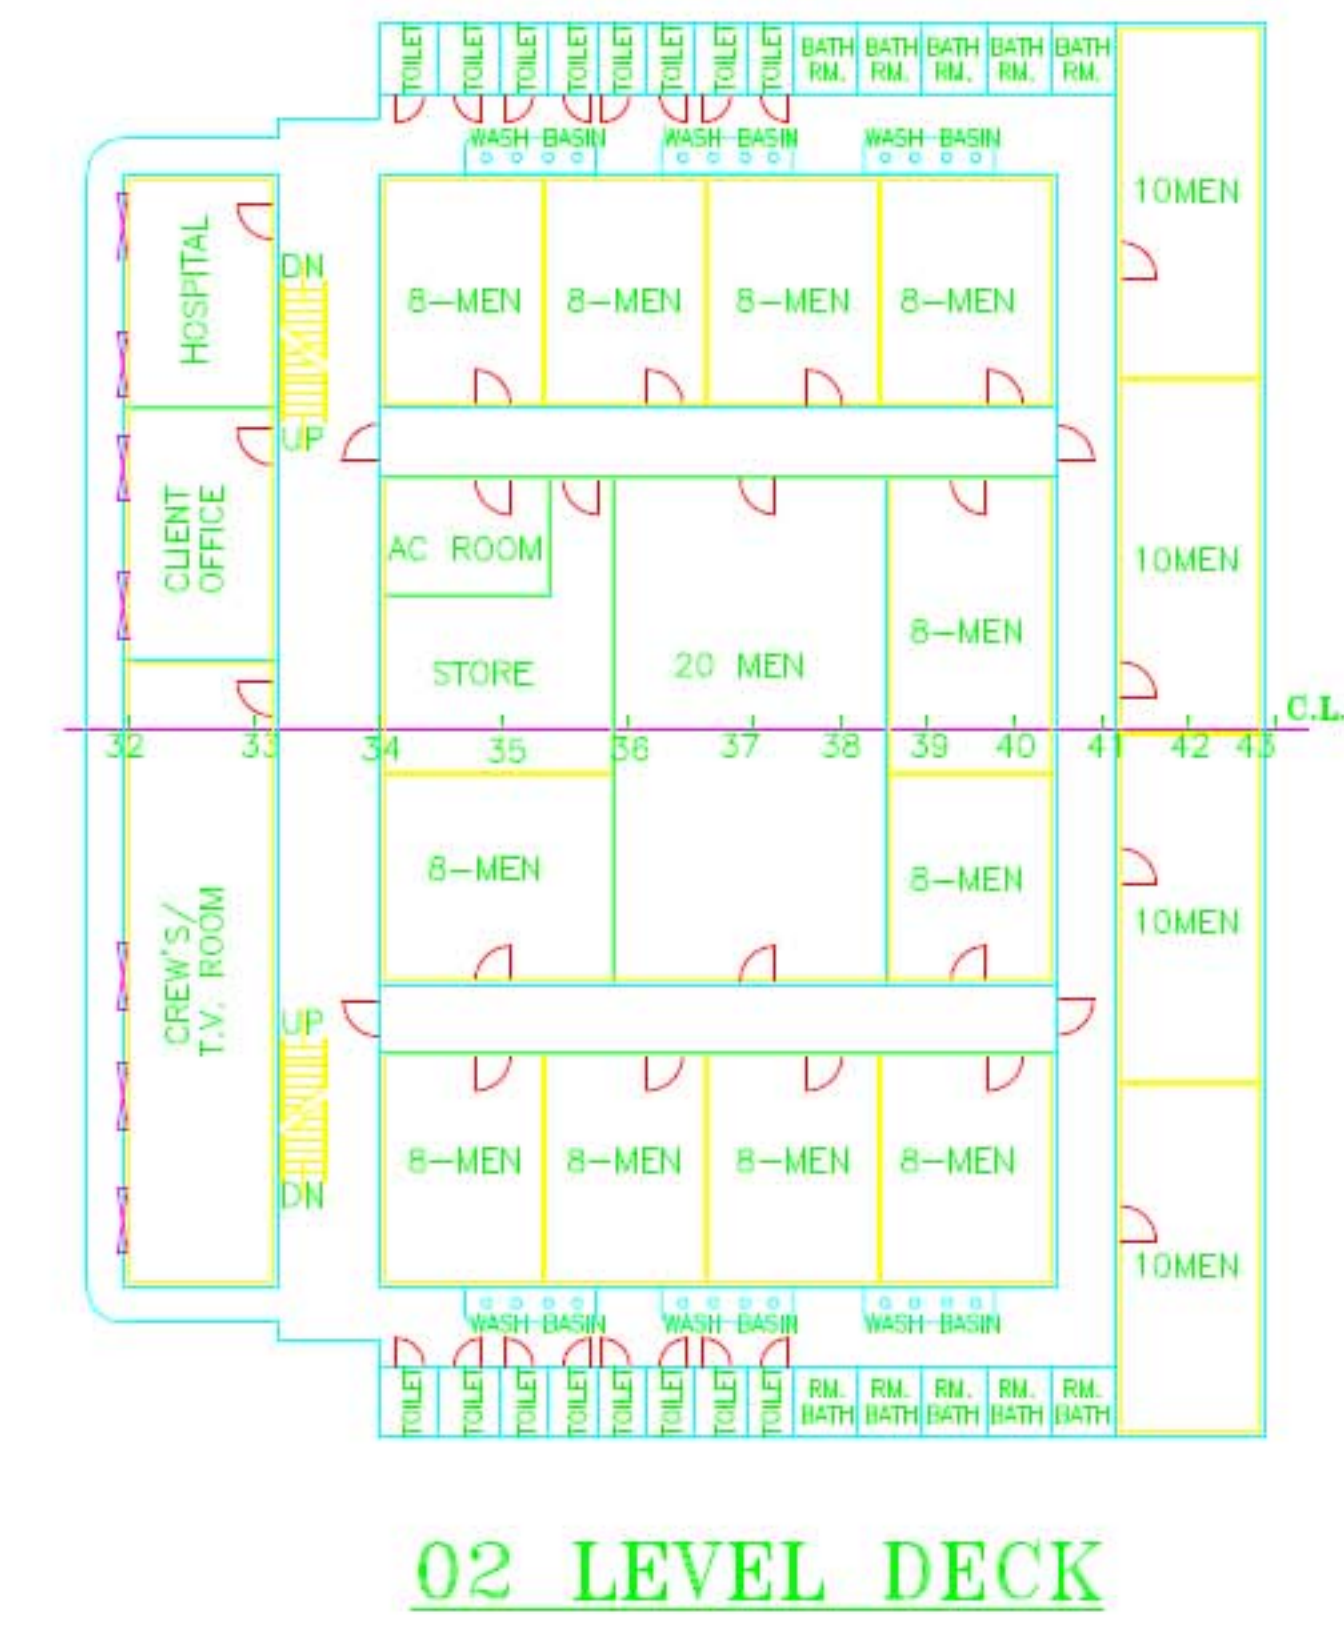 TOILET TOILET TOILET TOILET TOILET TOILET TOILET TOILET
BATH RM.
BATH RM.
BATH RM.
BATH RM.
BATH RM.
WASH BASIN
WASH BASIN
WASH BASIN
10MEN
HOSPITAL
DN
8-MEN 8-MEN 8-MEN 8-MEN
UP
CLIENT
OFFICE
AC ROOM
10MEN
8-MEN
STORE
20 MEN
C.L.
32 33 34 35 36 37 38 39 40 41 42 43
8-MEN
8-MEN
10MEN
CREW'S/
T.V. ROOM
UP
8-MEN 8-MEN 8-MEN 8-MEN
DN
10MEN
WASH BASIN
WASH BASIN
WASH BASIN
TOILET TOILET TOILET TOILET TOILET TOILET TOILET TOILET
RM. RM. RM. RM. RM.
BATH BATH BATH BATH BATH
02 LEVEL DECK